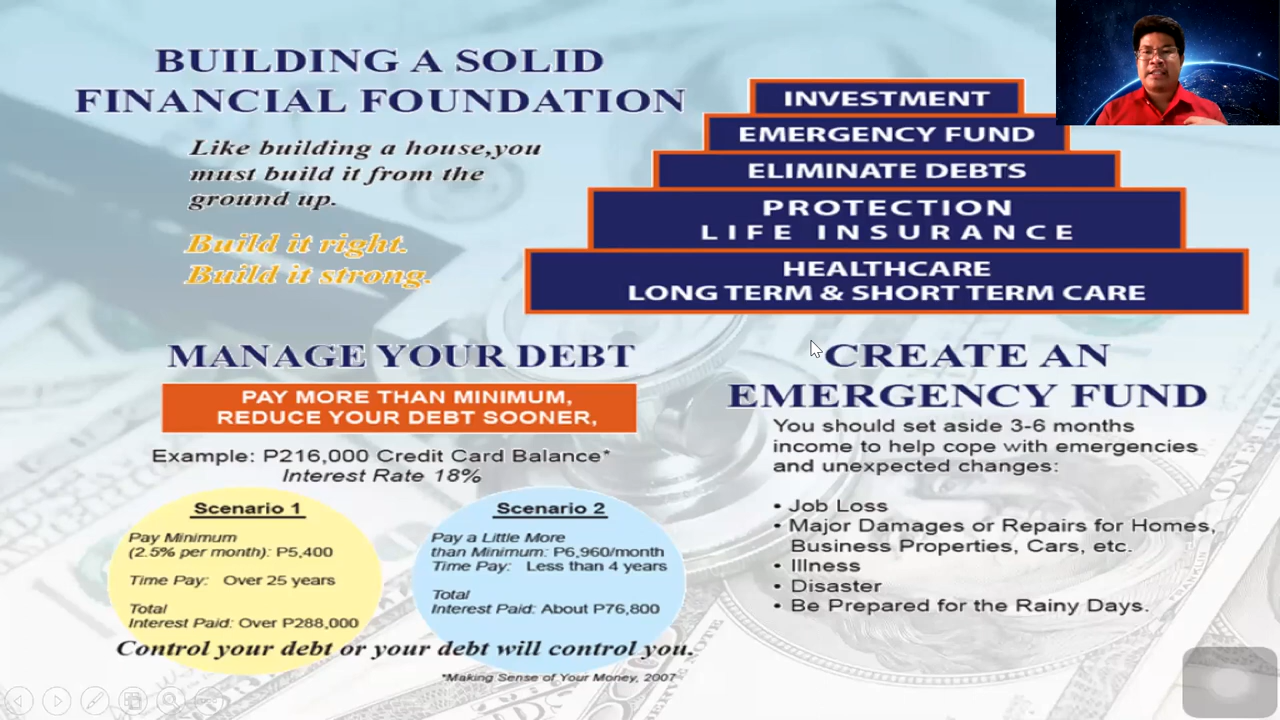 BUILDING A SOLID
FINANCIAL FOUNDATION
Like building a house,you
must build it from the
ground up.
Build it right.
Build it strong.
INVESTMENT
EMERGENCY FUND
ELIMINATE DEBTS
PROTECTION
LIFE INSURANCE
HEALTHCARE
LONG TERM & SHORT TERM CARE
MANAGE YOUR DEBT
PAY MORE THAN MINIMUM,
REDUCE YOUR DEBT SOONER,
Example: P216,000 Credit Card Balance*
Interest Rate 18%
Scenario 1
Pay Minimum
(2.5% per month): P5,400
Time Pay: Over 25 years
Total
Interest Paid: Over P288,000
Scenario 2
Pay a Little More
than Minimum: P6,960/month
Time Pay: Less than 4 years
Total
Interest Paid: About P76,800
Control your debt or your debt will control you.
*Making Sense of Your Money, 2007
CREATE AN
EMERGENCY FUND
You should set aside 3-6 months
income to help cope with emergencies
and unexpected changes:
• Job Loss
• Major Damages or Repairs for Homes,
Business Properties, Cars, etc.
• Illness
• Disaster
• Be Prepared for the Rainy Days.